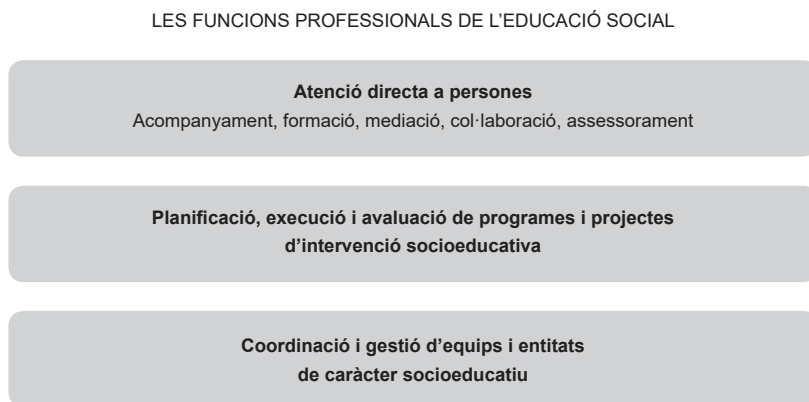 LES FUNCIONS PROFESSIONALS DE L’EDUCACIÓ SOCIAL
Atenció directa a persones
Acompanyament, formació, mediació, col·laboració, assessorament
Planificació, execució i avaluació de programes i projectes
d’intervenció socioeducativa
Coordinació i gestió d’equips i entitats
de caràcter socioeducatiu